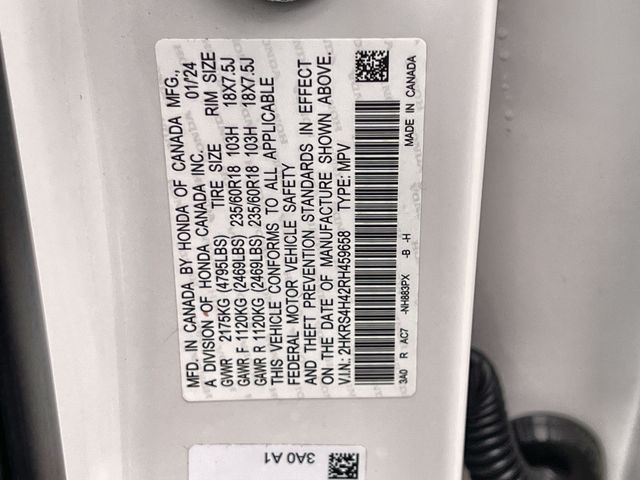 MFD. IN CANADA BY HONDA OF CANADA MFG.,
A DIVISION OF HONDA CANADA INC. 01/24
TIRE SIZE RIM SIZE
GVWR 2175KG (4795LBS)
GAWR F 1120KG (2469LBS) 235/60R18 103H 18X7.5J
GAWR R 1120KG (2469LBS) 235/60R18 103H 18X7.5J
THIS VEHICLE CONFORMS TO ALL APPLICABLE
FEDERAL MOTOR VEHICLE SAFETY
AND THEFT PREVENTION STANDARDS IN EFFECT
ON THE DATE OF MANUFACTURE SHOWN ABOVE.
V.I.N.: 2HKRS4H42RH459658 TYPE: MPV
3A0 R AC7 -NH883PX -B -H MADE IN CANADA
3A0 A1